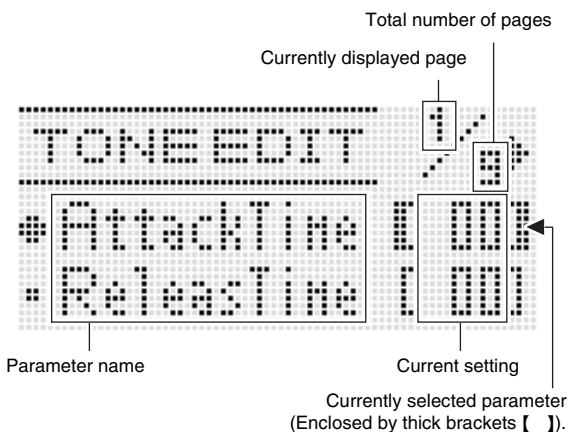 Total number of pages
Currently displayed page
TONE EDIT 1/9
AttackTime【 00】
ReleasTime [ 00]
Parameter name
Current setting
Currently selected parameter
(Enclosed by thick brackets【 】).